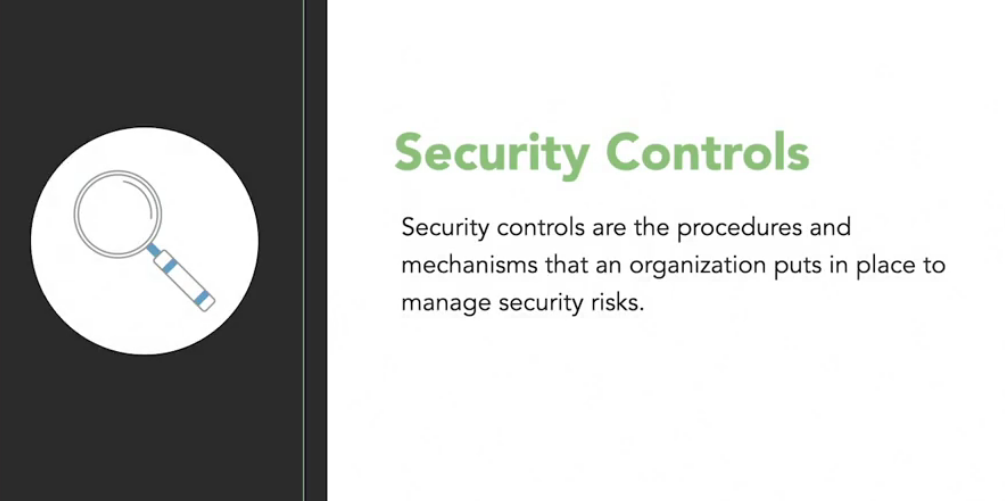 Security Controls
Security controls are the procedures and
mechanisms that an organization puts in place to
manage security risks.